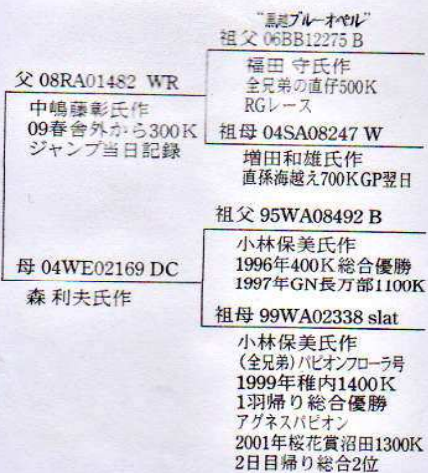 "黒越ブルーオペル"
祖父 06BB12275 B
福田 守氏作
全兄弟の直仔500K
RGレース
父 08RA01482 WR
中嶋藤彰氏作
09春舎外から300K
ジャンプ当日記録
祖母 04SA08247 W
増田和雄氏作
直孫海越え700KGP翌日
祖父 95WA08492 B
小林保美氏作
1996年400K総合優勝
1997年GN長万部1100K
母 04WE02169 DC
森 利夫氏作
祖母 99WA02338 slat
小林保美氏作
(全兄弟)パピオンフローラ号
1999年稚内1400K
1羽帰り総合優勝
アグネスパピオン
2001年桜花賞沼田1300K
2日目帰り総合2位